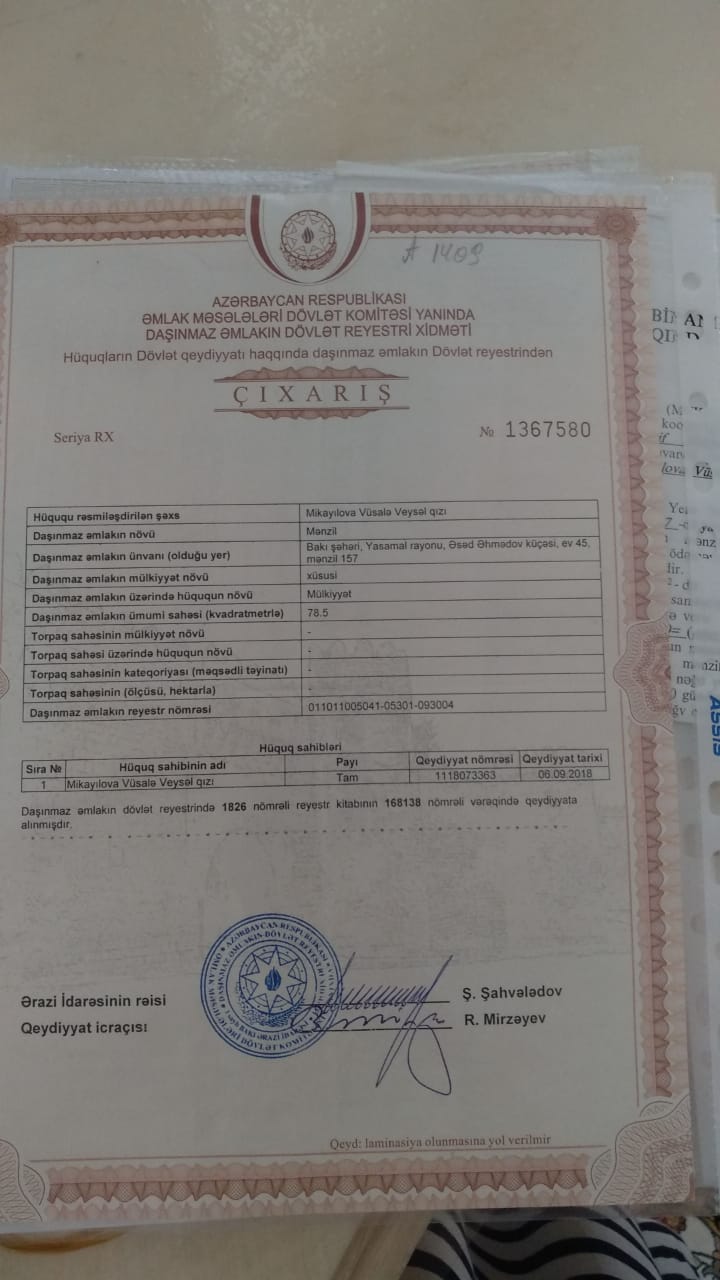 A 1409
AZƏRBAYCAN RESPUBLİKASI
ƏMLAK MƏSƏLƏLƏRİ DÖVLƏT KOMİTƏSİ YANINDA
DAŞINMAZ ƏMLAKIN DÖVLƏT REYESTRİ XİDMƏTİ
Hüquqların Dövlət qeydiyyatı haqqında daşınmaz əmlakın Dövlət reyestrindən
ÇIXARIŞ
Seriya RX № 1367580
Hüququ rəsmiləşdirilən şəxs Mikayılova Vüsalə Veysəl qızı
Daşınmaz əmlakın növü Mənzil
Daşınmaz əmlakın ünvanı (olduğu yer) Bakı şəhəri, Yasamal rayonu, Əsəd Əhmədov küçəsi, ev 45,
mənzil 157
Daşınmaz əmlakın mülkiyyət növü xüsusi
Daşınmaz əmlakın üzərində hüququn növü Mülkiyyət
Daşınmaz əmlakın ümumi sahəsi (kvadratmetrlə) 78.5
Torpaq sahəsinin mülkiyyət növü -
Torpaq sahəsi üzərində hüququn növü -
Torpaq sahəsinin kateqoriyası (məqsədli təyinatı) -
Torpaq sahəsinin (ölçüsü, hektarla) -
Daşınmaz əmlakın reyestr nömrəsi 011011005041-05301-093004
Hüquq sahibləri
Sıra № Hüquq sahibinin adı Payı Qeydiyyat nömrəsi Qeydiyyat tarixi
1 Mikayılova Vüsalə Veysəl qızı Tam 1118073363 06.09.2018
Daşınmaz əmlakın dövlət reyestrində 1826 nömrəli reyestr kitabının 168138 nömrəli vərəqində qeydiyyata
alınmışdır.
Ərazi İdarəsinin rəisi Ş. Şahvələdov
Qeydiyyat icraçısı R. Mirzəyev
Qeyd: laminasiya olunmasına yol verilmir